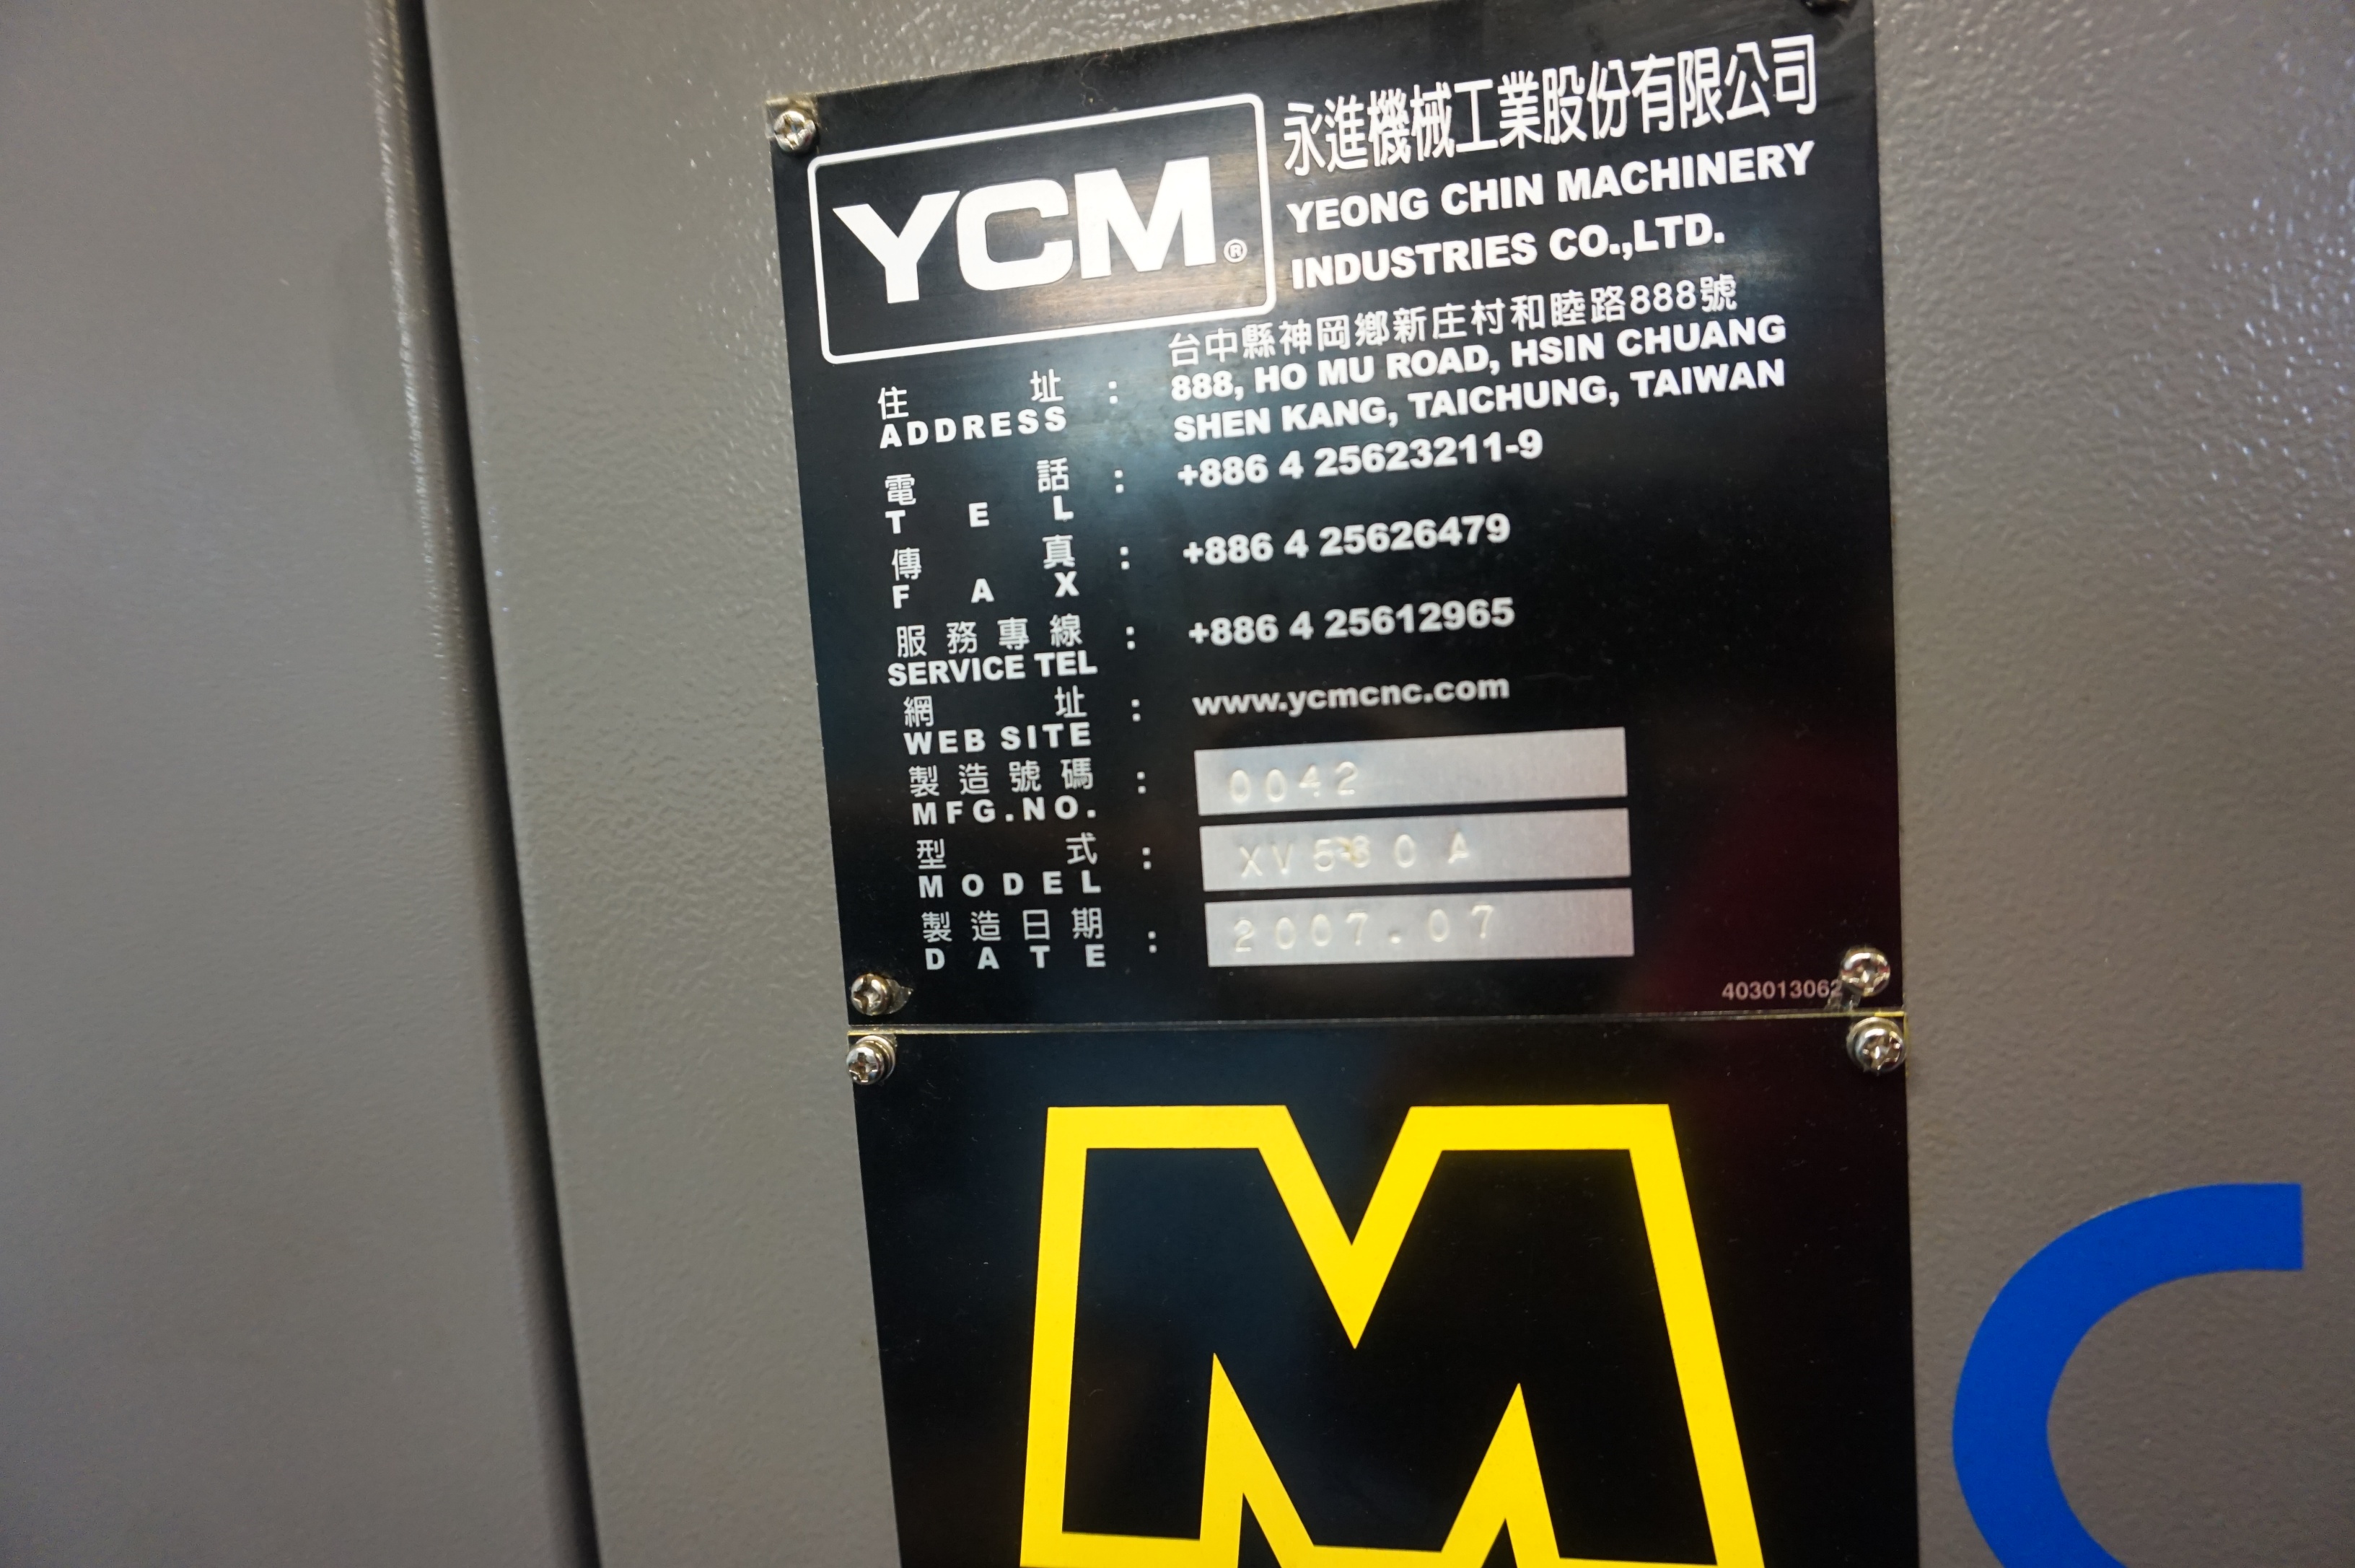 YCM®
永進機械工業股份有限公司
YEONG CHIN MACHINERY
INDUSTRIES CO.,LTD.
住址:
ADDRESS
台中縣神岡鄉新庄村和睦路888號
888, HO MU ROAD, HSIN CHUANG
SHEN KANG, TAICHUNG, TAIWAN
電話: +886 4 25623211-9
TEL
傳真: +886 4 25626479
FAX
服務專線: +886 4 25612965
SERVICE TEL
網址: www.ycmcnc.com
WEB SITE
製造號碼: 0042
MFG.NO.
型式:
MODEL
製造日期: 2007.07
DATE
403013062
M